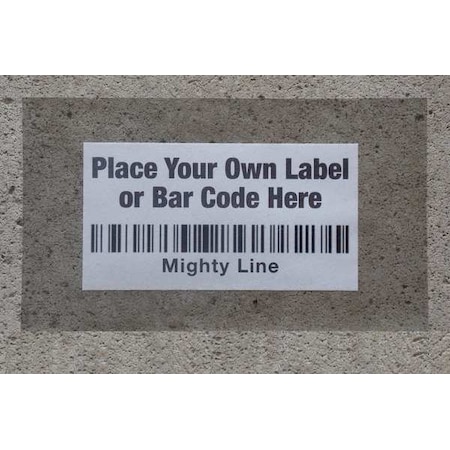 Place Your Own Label
or Bar Code Here
Mighty Line